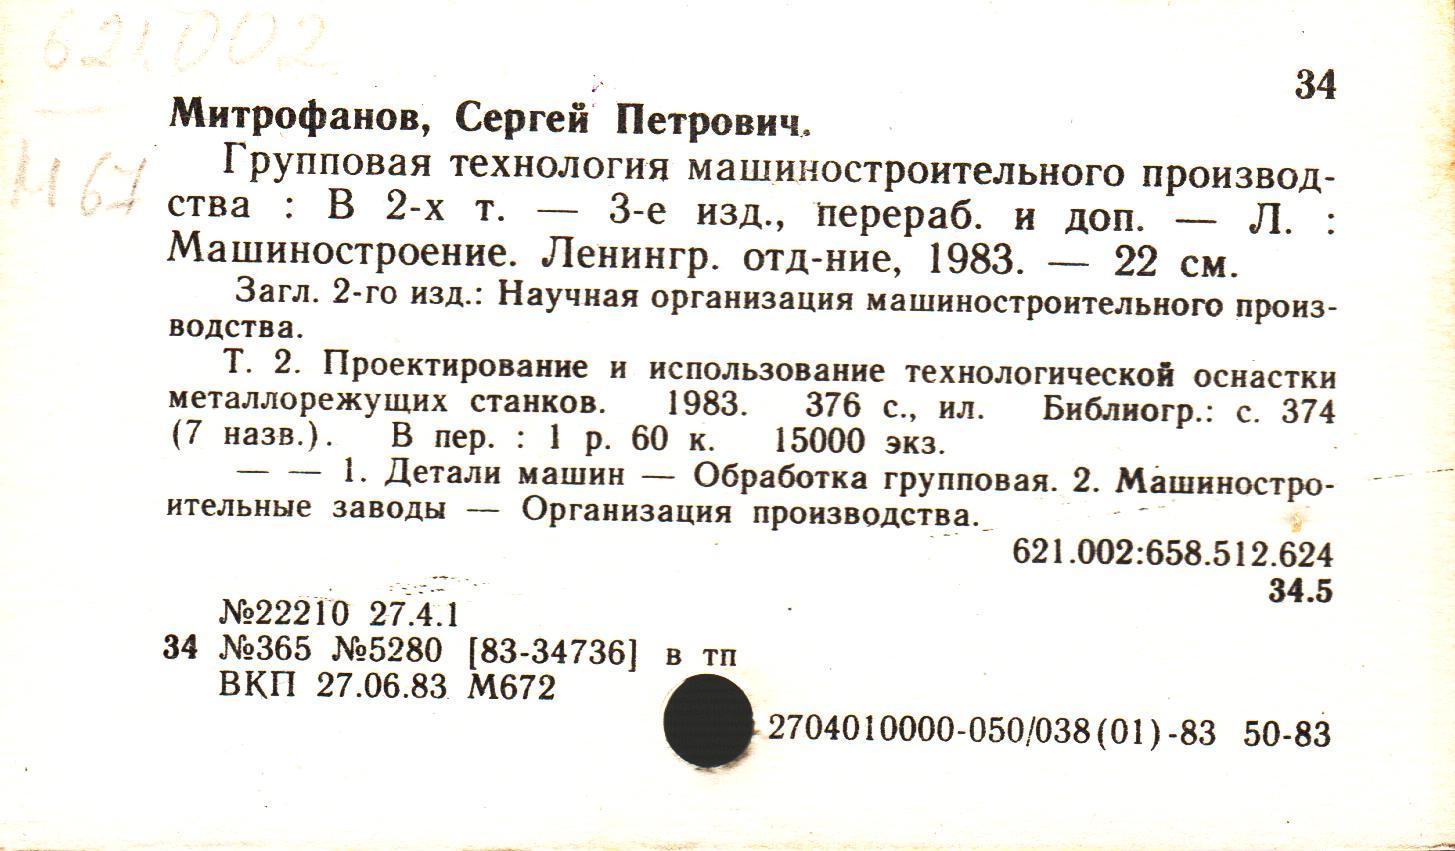 621.002
М67
34
Митрофанов, Сергей Петрович.
Групповая технология машиностроительного производ-
ства : В 2-х т. — 3-е изд., перераб. и доп. — Л. :
Машиностроение. Ленингр. отд-ние, 1983. — 22 см.
Загл. 2-го изд.: Научная организация машиностроительного произ-
водства.
Т. 2. Проектирование и использование технологической оснастки
металлорежущих станков. 1983. 376 с., ил. Библиогр.: с. 374
(7 назв.). В пер. : 1 р. 60 к. 15000 экз.
— — 1. Детали машин — Обработка групповая. 2. Машиностро-
ительные заводы — Организация производства.
621.002:658.512.624
34.5
№22210 27.4.1
34 №365 №5280 [83-34736] в тп
ВКП 27.06.83 М672
2704010000-050/038(01)-83 50-83